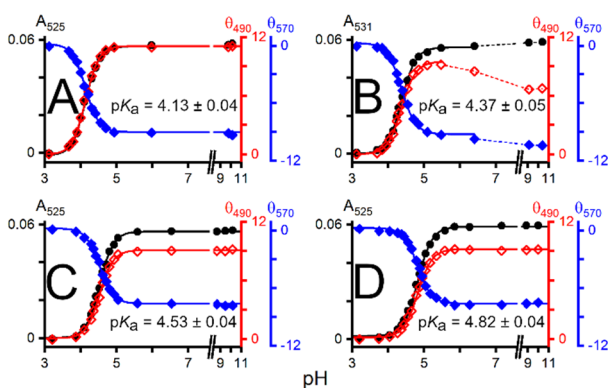 A525 θ490 θ570
0.06 12 0
A
pKa = 4.13 ± 0.04
0 0 -12
3 5 7 9 11
A531 θ490 θ570
0.06 12 0
B
pKa = 4.37 ± 0.05
0 0 -12
3 5 7 9 11
A525 θ490 θ570
0.06 12 0
C
pKa = 4.53 ± 0.04
0 0 -12
3 5 7 9 11
A525 θ490 θ570
0.06 12 0
D
pKa = 4.82 ± 0.04
0 0 -12
3 5 7 9 11
pH